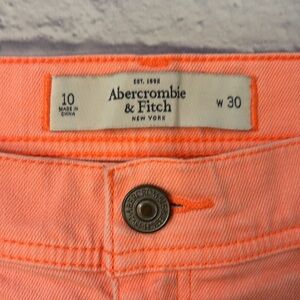 EST. 1892
10
MADE IN
CHINA
Abercrombie
& Fitch
NEW YORK
W 30